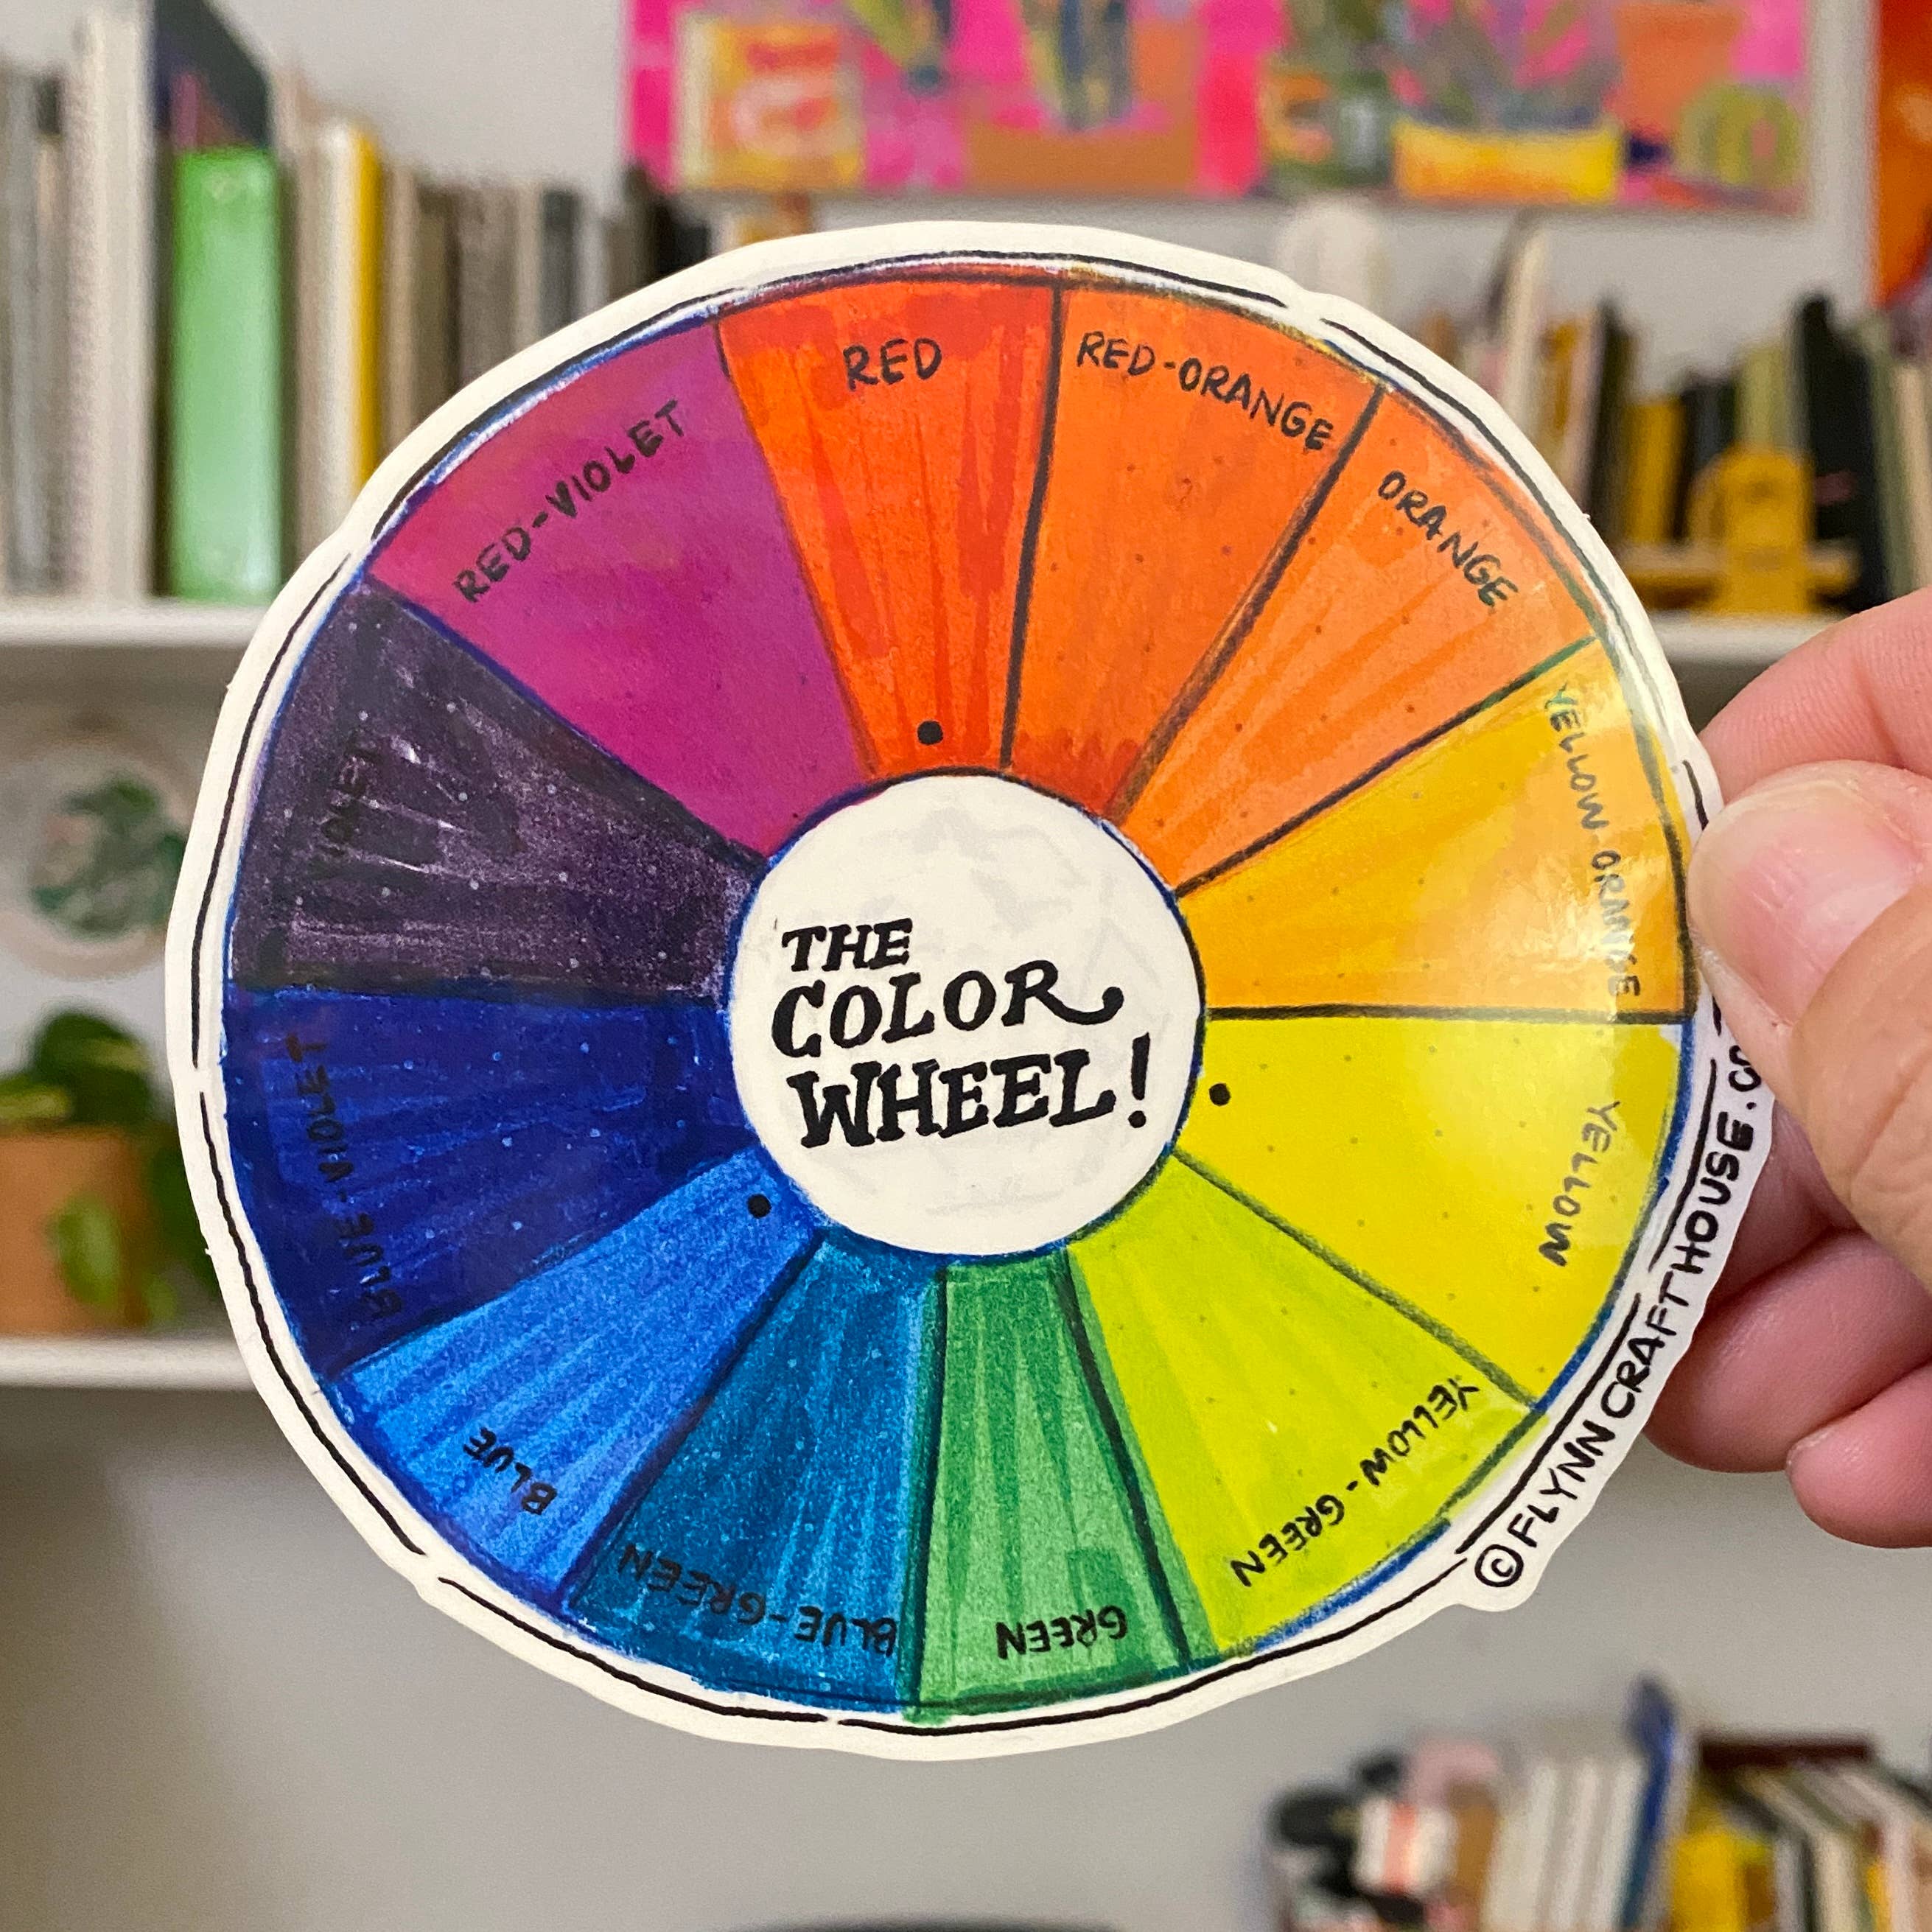 RED
RED-ORANGE
ORANGE
YELLOW-ORANGE
YELLOW
YELLOW-GREEN
GREEN
BLUE-GREEN
BLUE
BLUE-VIOLET
VIOLET
RED-VIOLET
THE
COLOR
WHEEL!
© FLYNNCRAFTHOUSE.CO